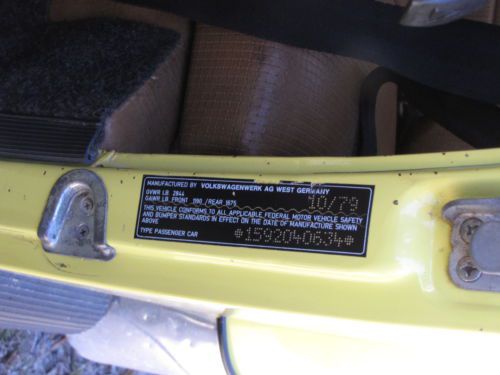 MANUFACTURED BY VOLKSWAGENWERK AG WEST GERMANY
GVWR LB 2844 10/79
GAWR LB FRONT 1190 / REAR 1675
THIS VEHICLE CONFORMS TO ALL APPLICABLE FEDERAL MOTOR VEHICLE SAFETY
AND BUMPER STANDARDS IN EFFECT ON THE DATE OF MANUFACTURE SHOWN
ABOVE
TYPE PASSENGER CAR *1592040634*